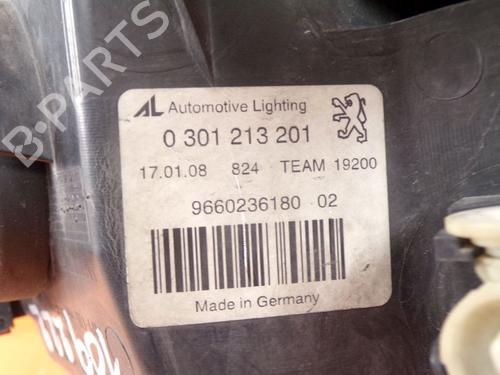 B-PARTS
AL Automotive Lighting
0 301 213 201
17.01.08 824 TEAM 19200
9660236180 02
Made in Germany